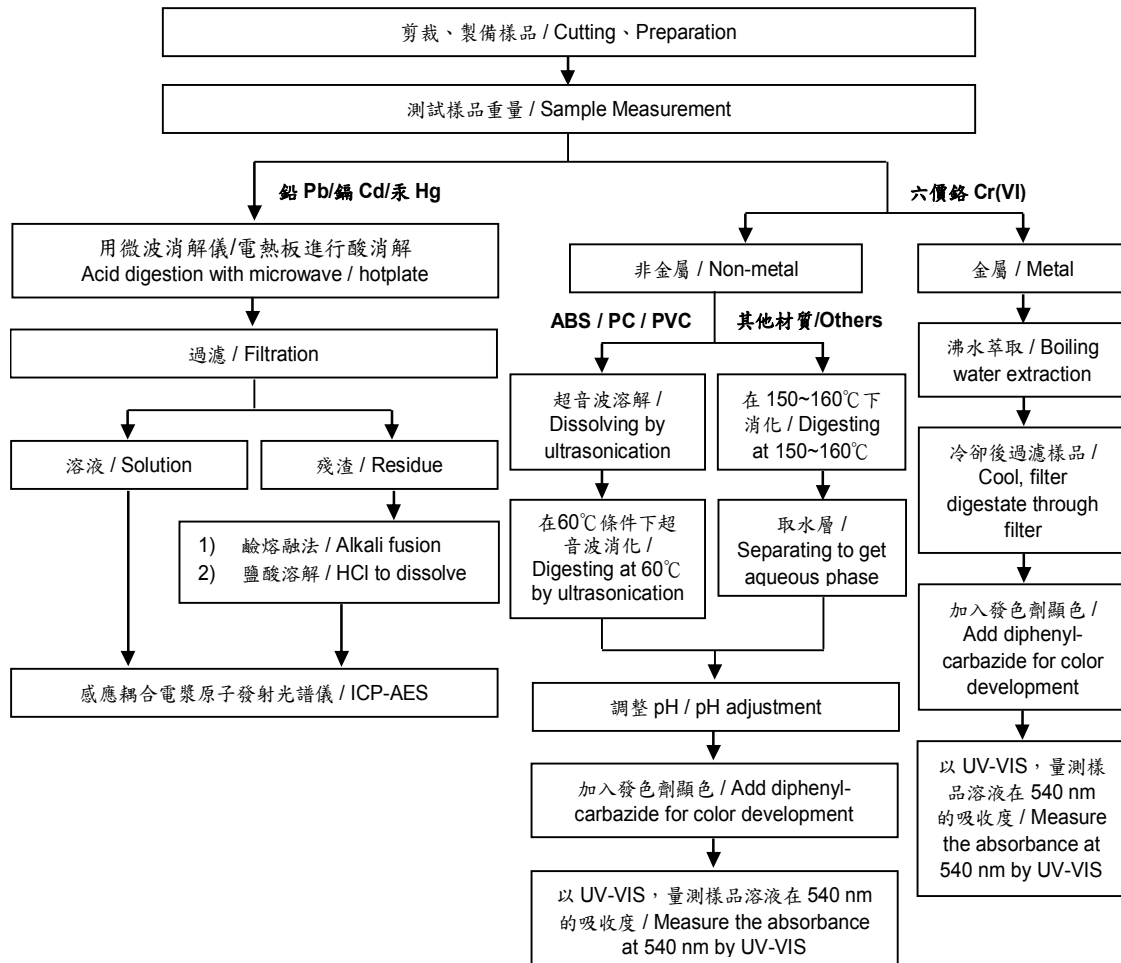 剪裁、製備樣品 / Cutting、Preparation
測試樣品重量 / Sample Measurement
鉛 Pb/鎘 Cd/汞 Hg
六價鉻 Cr(VI)
用微波消解儀/電熱板進行酸消解
Acid digestion with microwave / hotplate
過濾 / Filtration
溶液 / Solution
殘渣 / Residue
1) 鹼熔融法 / Alkali fusion
2) 鹽酸溶解 / HCl to dissolve
感應耦合電漿原子發射光譜儀 / ICP-AES
非金屬 / Non-metal
ABS / PC / PVC
其他材質/Others
超音波溶解 /
Dissolving by
ultrasonication
在60℃條件下超
音波消化 /
Digesting at 60℃
by ultrasonication
在 150~160℃下
消化 / Digesting
at 150~160℃
取水層 /
Separating to get
aqueous phase
調整 pH / pH adjustment
加入發色劑顯色 / Add diphenyl-
carbazide for color development
以 UV-VIS，量測樣品溶液在 540 nm
的吸收度 / Measure the absorbance
at 540 nm by UV-VIS
金屬 / Metal
沸水萃取 / Boiling
water extraction
冷卻後過濾樣品 /
Cool, filter
digestate through
filter
加入發色劑顯色 /
Add diphenyl-
carbazide for color
development
以 UV-VIS，量測樣
品溶液在 540 nm
的吸收度 / Measure
the absorbance at
540 nm by UV-VIS